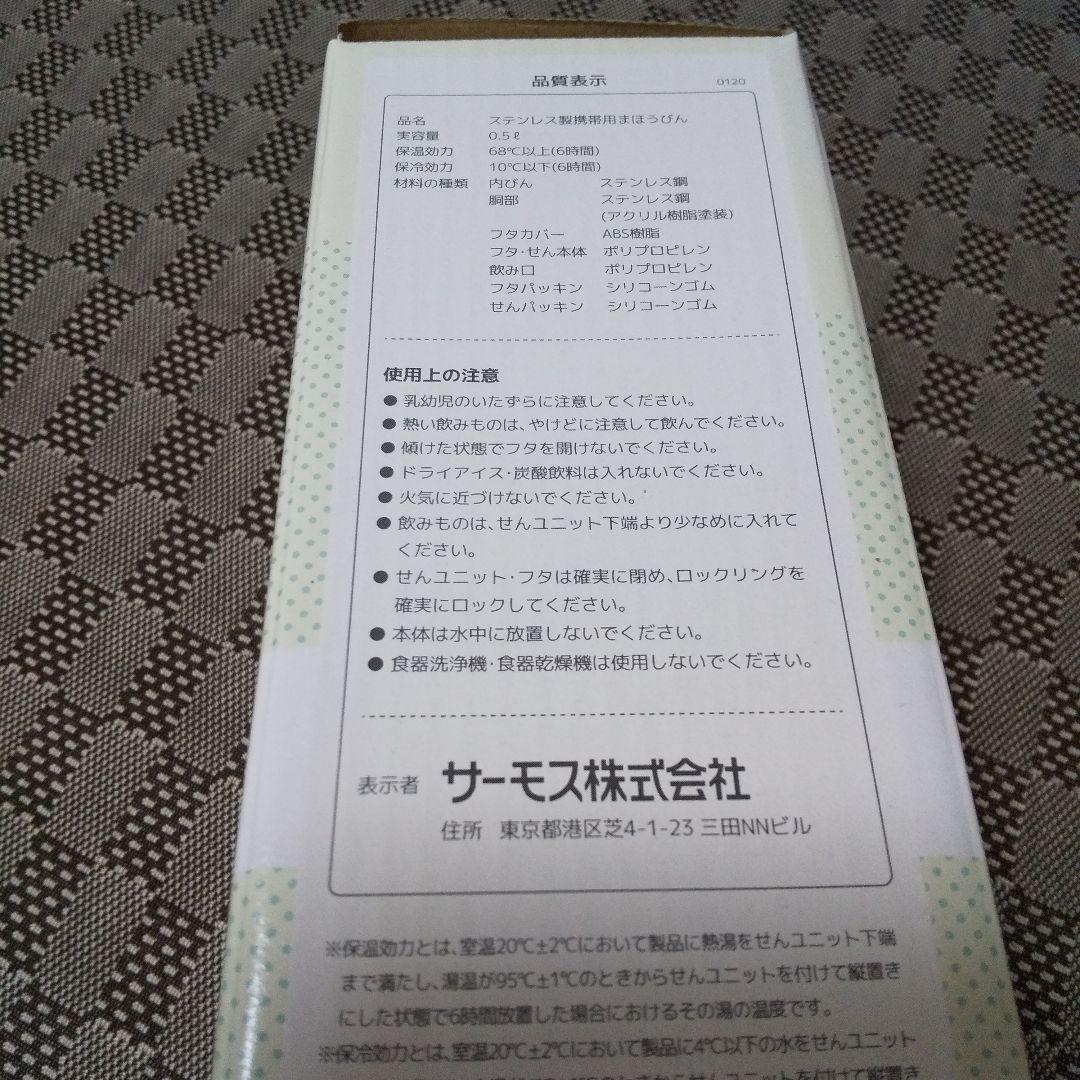 品質表示 0120
品名 ステンレス製携帯用まほうびん
実容量 0.5ℓ
保温効力 68℃以上(6時間)
保冷効力 10℃以下(6時間)
材料の種類 内びん ステンレス鋼
胴部 ステンレス鋼
(アクリル樹脂塗装)
フタカバー ABS樹脂
フタ・せん本体 ポリプロピレン
飲み口 ポリプロピレン
フタパッキン シリコーンゴム
せんパッキン シリコーンゴム
使用上の注意
● 乳幼児のいたずらに注意してください。
● 熱い飲みものは、やけどに注意して飲んでください。
● 傾けた状態でフタを開けないでください。
● ドライアイス・炭酸飲料は入れないでください。
● 火気に近づけないでください。
● 飲みものは、せんユニット下端より少なめに入れて
ください。
● せんユニット・フタは確実に閉め、ロックリングを
確実にロックしてください。
● 本体は水中に放置しないでください。
● 食器洗浄機・食器乾燥機は使用しないでください。
表示者 サーモス株式会社
住所 東京都港区芝4-1-23 三田NNビル
※保温効力とは、室温20℃±2℃において製品に熱湯をせんユニット下端
まで満たし、湯温が95℃±1℃のときからせんユニットを付けて縦置き
にした状態で6時間放置した場合におけるその湯の温度です。
※保冷効力とは、室温20℃±2℃において製品に4℃以下の水をせんユニット
のときからせんユニットを付けて縦置き